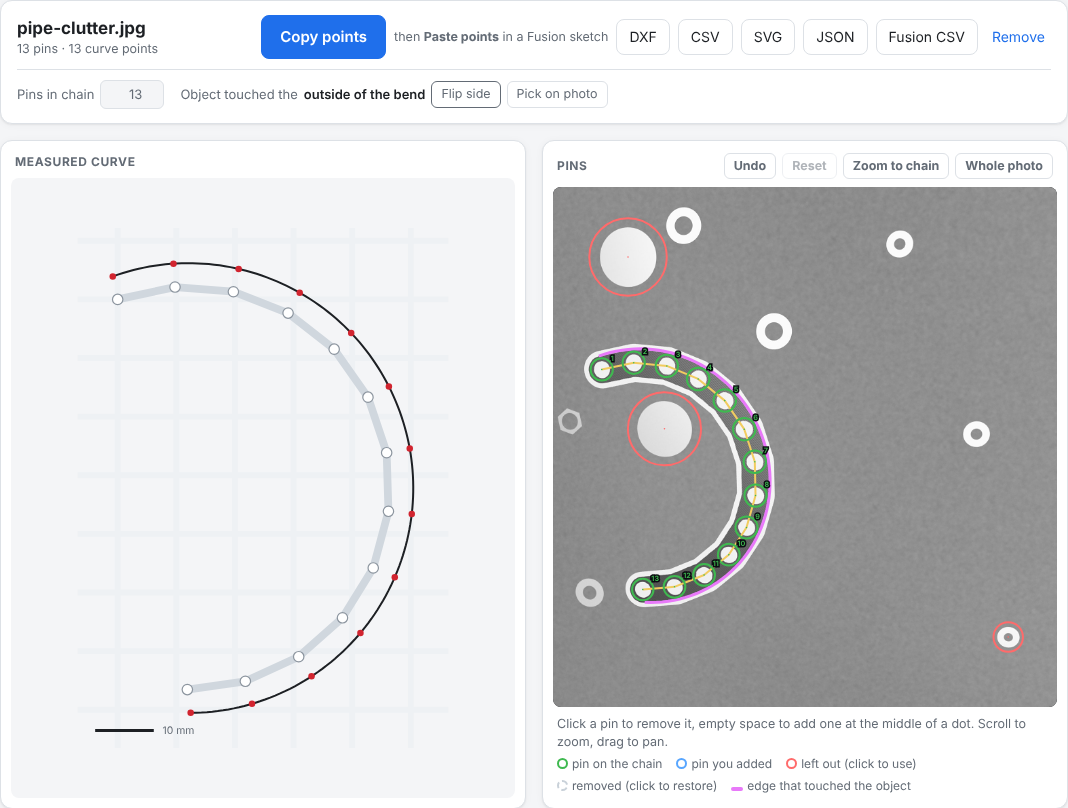 pipe-clutter.jpg
13 pins · 13 curve points
Copy points
then Paste points in a Fusion sketch
DXF
CSV
SVG
JSON
Fusion CSV
Remove
Pins in chain
13
Object touched the outside of the bend
Flip side
Pick on photo
MEASURED CURVE
10 mm
PINS
Undo
Reset
Zoom to chain
Whole photo
1
2
3
4
5
6
7
8
9
10
11
12
13
Click a pin to remove it, empty space to add one at the middle of a dot. Scroll to
zoom, drag to pan.
pin on the chain
pin you added
left out (click to use)
removed (click to restore)
edge that touched the object